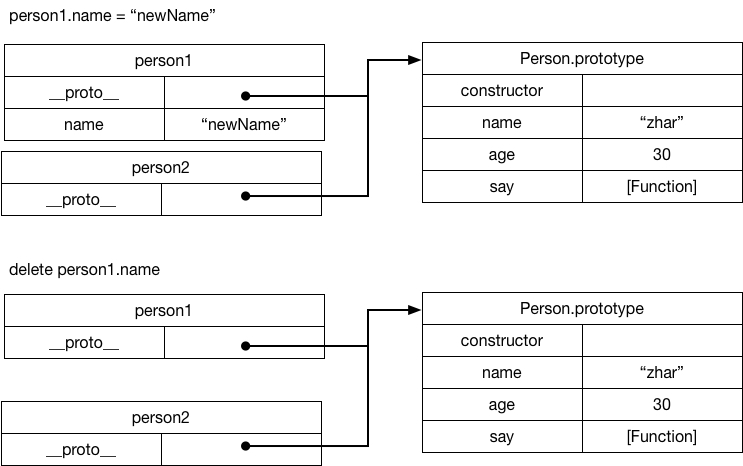 person1.name = “newName”
person1
__proto__
name “newName”
person2
__proto__
Person.prototype
constructor
name “zhar”
age 30
say [Function]
delete person1.name
person1
__proto__
person2
__proto__
Person.prototype
constructor
name “zhar”
age 30
say [Function]